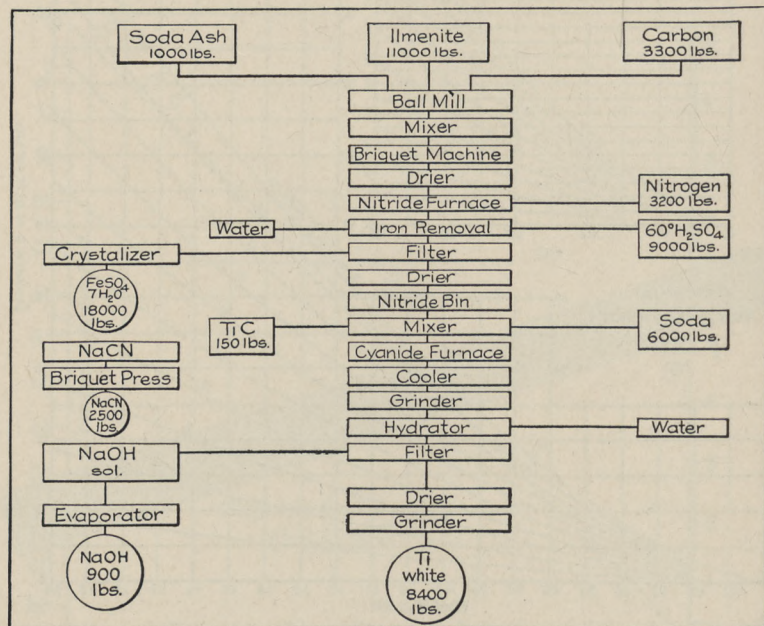 Soda Ash
1000 lbs.
Ilmenite
11000 lbs.
Carbon
3300 lbs.
Ball Mill
Mixer
Briquet Machine
Drier
Nitride Furnace
Nitrogen
3200 lbs.
Water
Iron Removal
60° H₂SO₄
9000 lbs.
Crystalizer
Filter
FeSO₄
7H₂O
18000
lbs.
Drier
Nitride Bin
Ti C
150 lbs.
Mixer
Soda
6000 lbs.
NaCN
Cyanide Furnace
Briquet Press
Cooler
NaCN
2500
lbs.
Grinder
Hydrator
Water
NaOH
sol.
Filter
Drier
Evaporator
Grinder
NaOH
900
lbs.
Ti
white
8400
lbs.